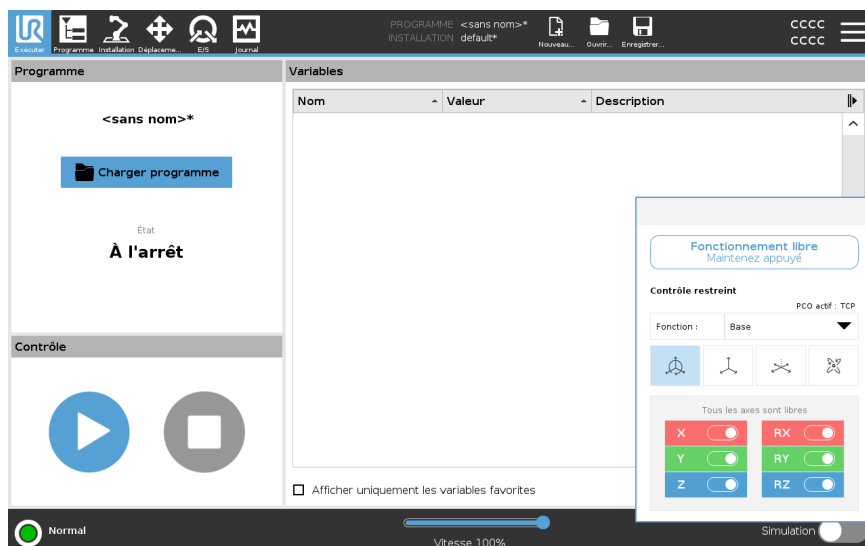 PROGRAMME <sans nom>*
INSTALLATION default*
CCCC
CCCC
Exécuter Programme Installation Déplaceme... E/S Journal
Nouveau... Ouvrir... Enregistrer...
Programme
Variables
Nom Valeur Description
<sans nom>*
Charger programme
État
À l'arrêt
Fonctionnement libre
Maintenez appuyé
Contrôle restreint
PCO actif : TCP
Fonction : Base
Contrôle
Tous les axes sont libres
X RX
Y RY
Z RZ
Afficher uniquement les variables favorites
Normal
Vitesse 100%
Simulation